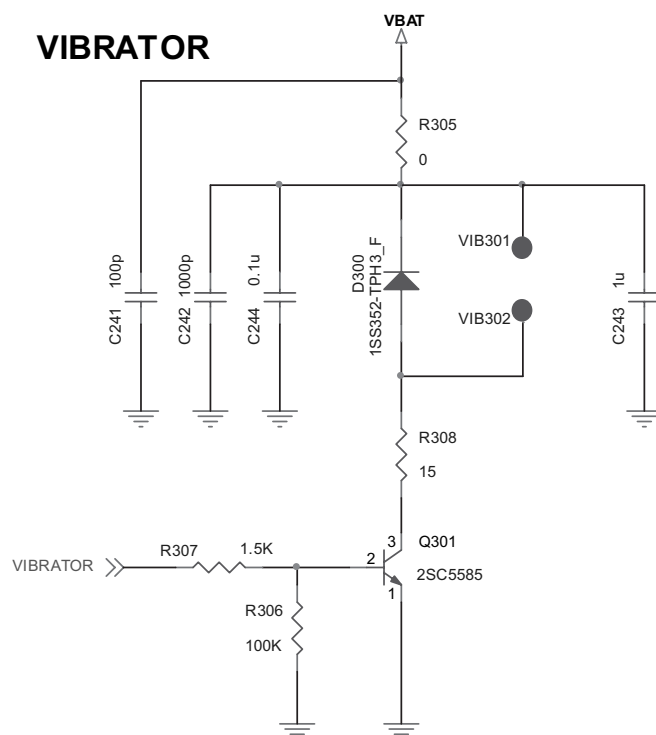 VBAT
VIBRATOR
R305
0
100p
C241
1000p
C242
0.1u
C244
D300
1SS352-TPH3_F
VIB301
VIB302
1u
C243
R308
15
VIBRATOR
R307
1.5K
3
2
1
Q301
2SC5585
R306
100K